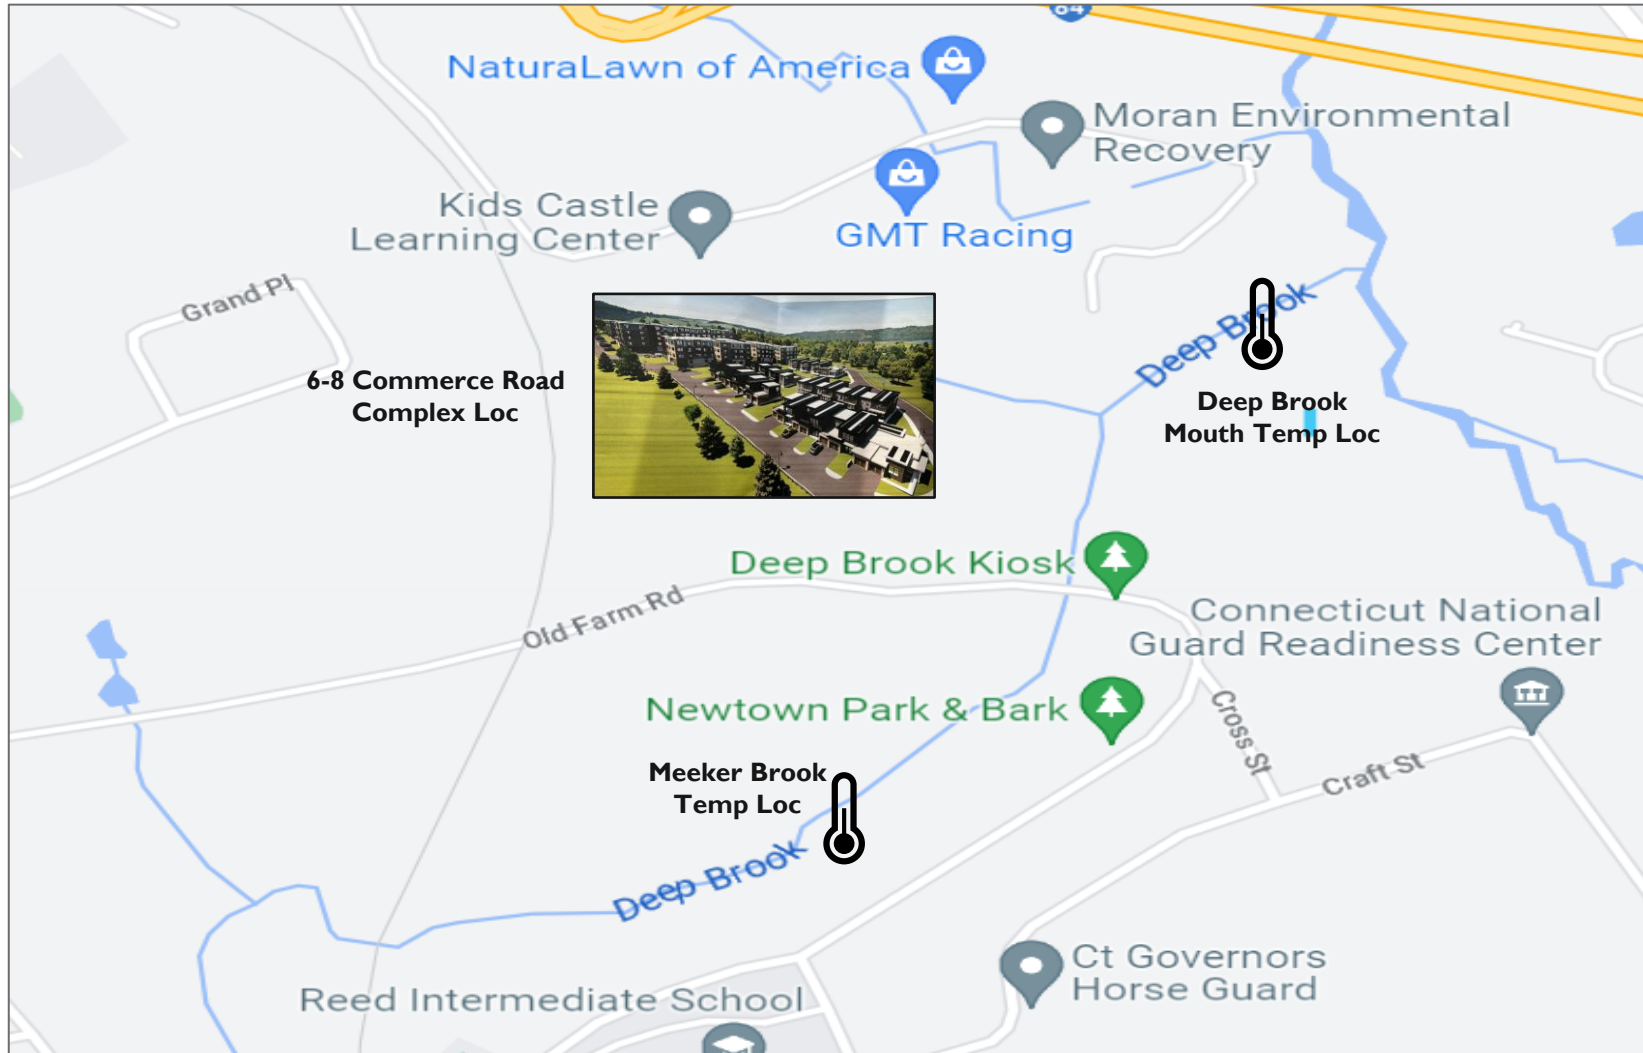 84
NaturaLawn of America
Moran Environmental
Recovery
Kids Castle
Learning Center
GMT Racing
Grand Pl
Deep Brook
6-8 Commerce Road
Complex Loc
Deep Brook
Mouth Temp Loc
Deep Brook Kiosk
Old Farm Rd
Connecticut National
Guard Readiness Center
Newtown Park & Bark
Cross St
Meeker Brook
Temp Loc
Craft St
Deep Brook
Ct Governors
Horse Guard
Reed Intermediate School